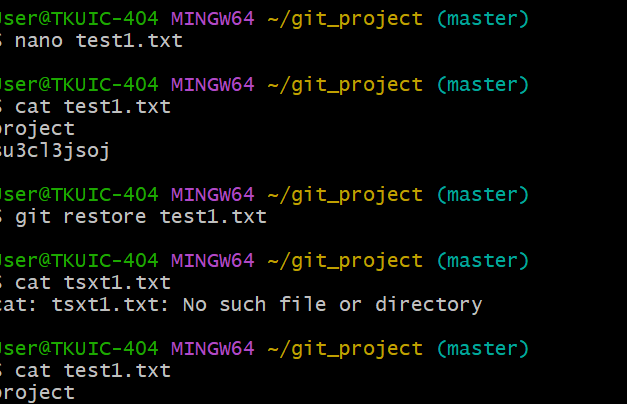 User@TKUIC-404 MINGW64 ~/git_project (master)
$ nano test1.txt
User@TKUIC-404 MINGW64 ~/git_project (master)
$ cat test1.txt
project
su3cl3jsoj
User@TKUIC-404 MINGW64 ~/git_project (master)
$ git restore test1.txt
User@TKUIC-404 MINGW64 ~/git_project (master)
$ cat tsxt1.txt
cat: tsxt1.txt: No such file or directory
User@TKUIC-404 MINGW64 ~/git_project (master)
$ cat test1.txt
project